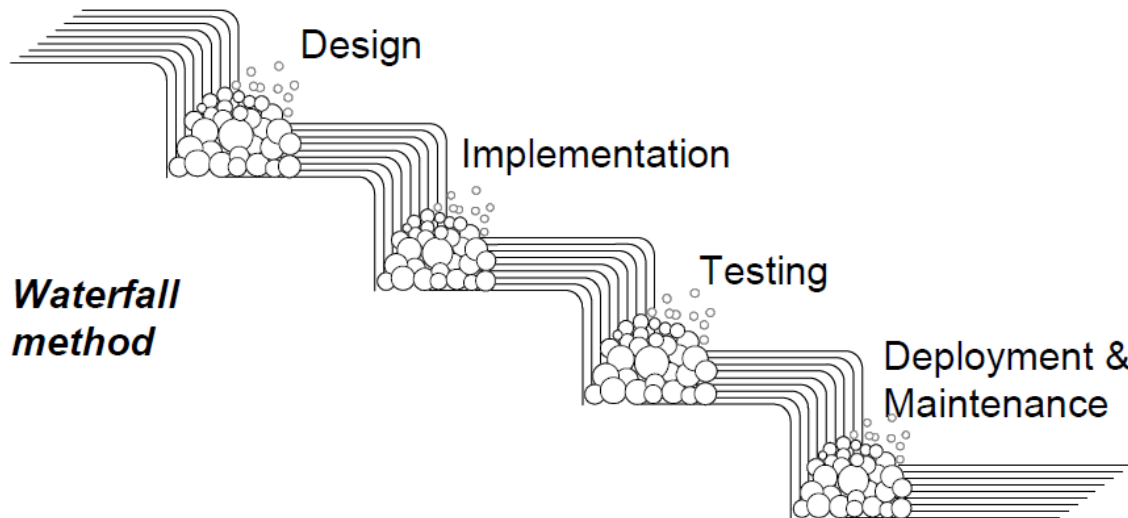 Design
Implementation
Testing
Waterfall
method
Deployment &
Maintenance